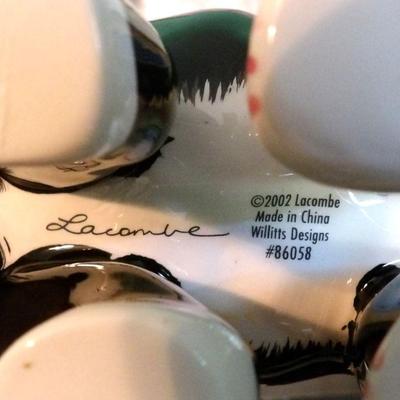 Lacombe
©2002 Lacombe
Made in China
Willitts Designs
#86058